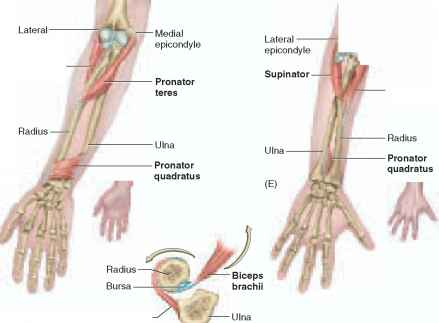 Lateral
Medial
epicondyle
Pronator
teres
Radius
Ulna
Pronator
quadratus
Lateral
epicondyle
Supinator
Ulna
Radius
Pronator
quadratus
(E)
Radius
Bursa
Biceps
brachii
Ulna